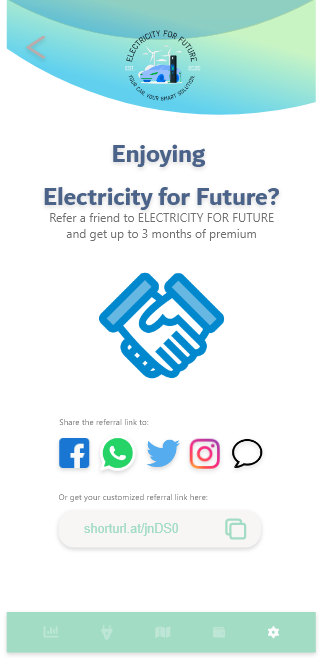 ELECTRICITY FOR FUTURE
YOUR CAR, YOUR SMART SOLUTION
Enjoying
Electricity for Future?
Refer a friend to ELECTRICITY FOR FUTURE
and get up to 3 months of premium
Share the referral link to:
Or get your customized referral link here:
shorturl.at/jnDS0